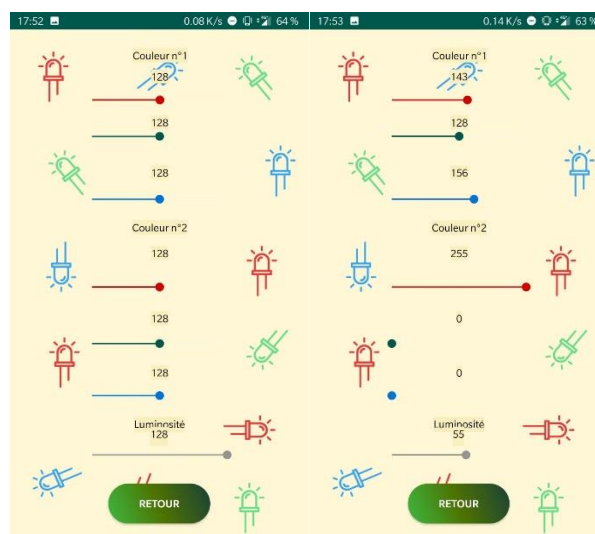 17:52 0.08 K/s 64 %
Couleur n°1
128
128
128
Couleur n°2
128
128
128
Luminosité
128
RETOUR
17:53 0.14 K/s 63 %
Couleur n°1
143
128
156
Couleur n°2
255
0
0
Luminosité
55
RETOUR